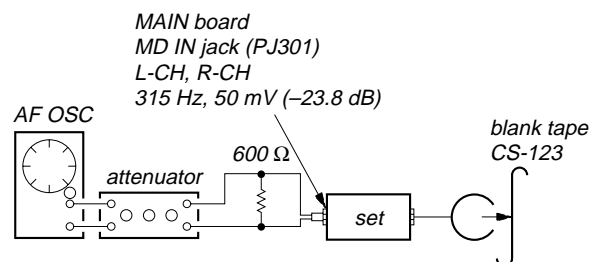 MAIN board
MD IN jack (PJ301)
L-CH, R-CH
315 Hz, 50 mV (–23.8 dB)
AF OSC
attenuator
600 Ω
set
blank tape
CS-123